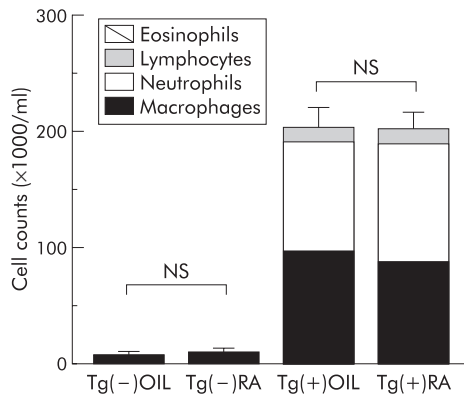 Cell counts (×1000/ml)
300
200
100
0
Eosinophils
Lymphocytes
Neutrophils
Macrophages
NS
NS
Tg(−)OIL Tg(−)RA Tg(+)OIL Tg(+)RA